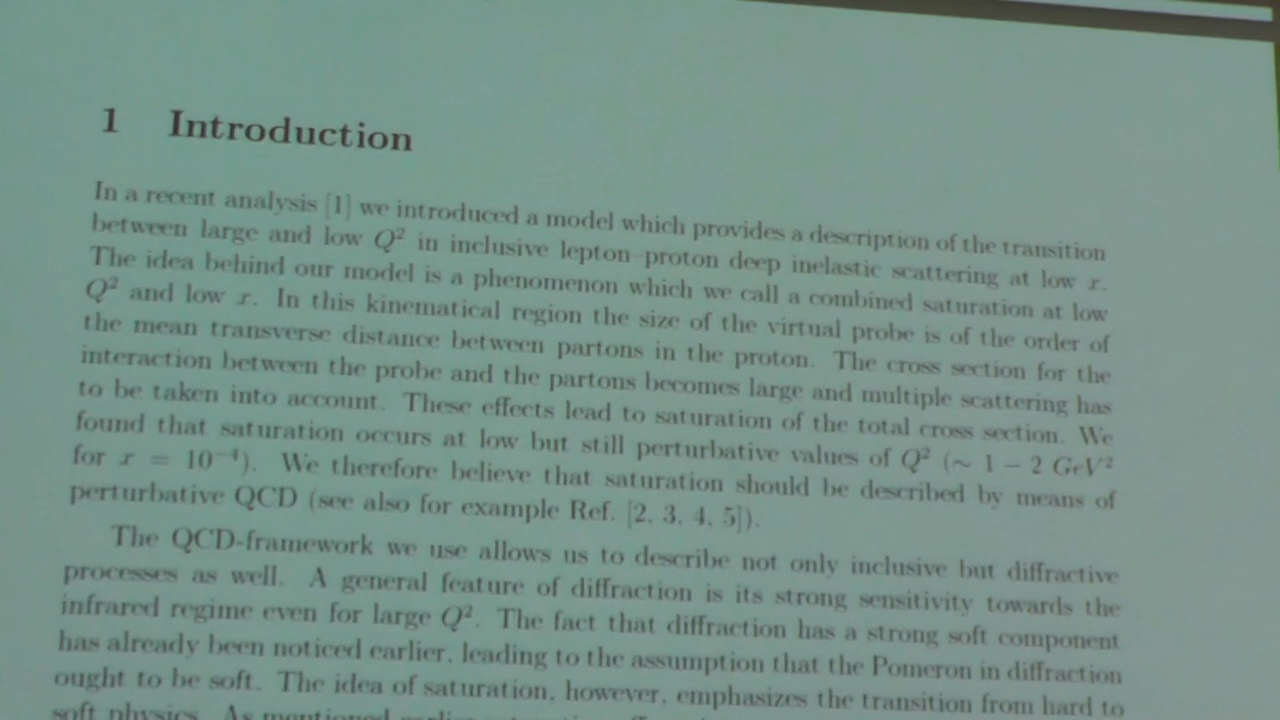 1 Introduction
In a recent analysis [1] we introduced a model which provides a description of the transition
between large and low Q² in inclusive lepton–proton deep inelastic scattering at low x.
The idea behind our model is a phenomenon which we call a combined saturation at low
Q² and low x. In this kinematical region the size of the virtual probe is of the order of
the mean transverse distance between partons in the proton. The cross section for the
interaction between the probe and the partons becomes large and multiple scattering has
to be taken into account. These effects lead to saturation of the total cross section. We
found that saturation occurs at low but still perturbative values of Q² (∼ 1 − 2 GeV²
for x = 10⁻⁴). We therefore believe that saturation should be described by means of
perturbative QCD (see also for example Ref. [2, 3, 4, 5]).
The QCD-framework we use allows us to describe not only inclusive but diffractive
processes as well. A general feature of diffraction is its strong sensitivity towards the
infrared regime even for large Q². The fact that diffraction has a strong soft component
has already been noticed earlier, leading to the assumption that the Pomeron in diffraction
ought to be soft. The idea of saturation, however, emphasizes the transition from hard to
soft physics. As mentioned earlier